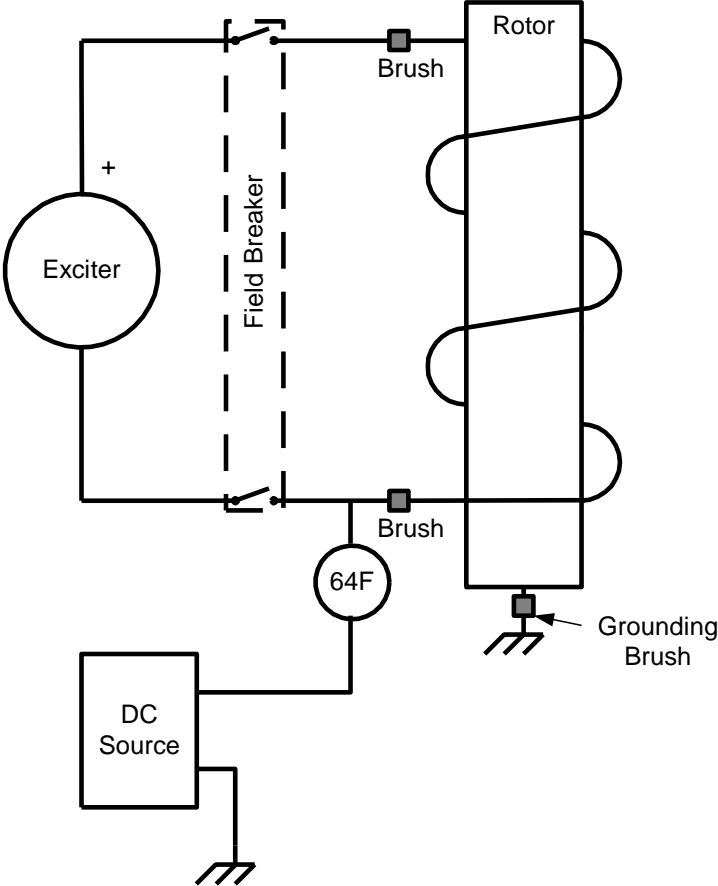 Rotor
Brush
+
Exciter
Field Breaker
Brush
64F
Grounding
Brush
DC
Source